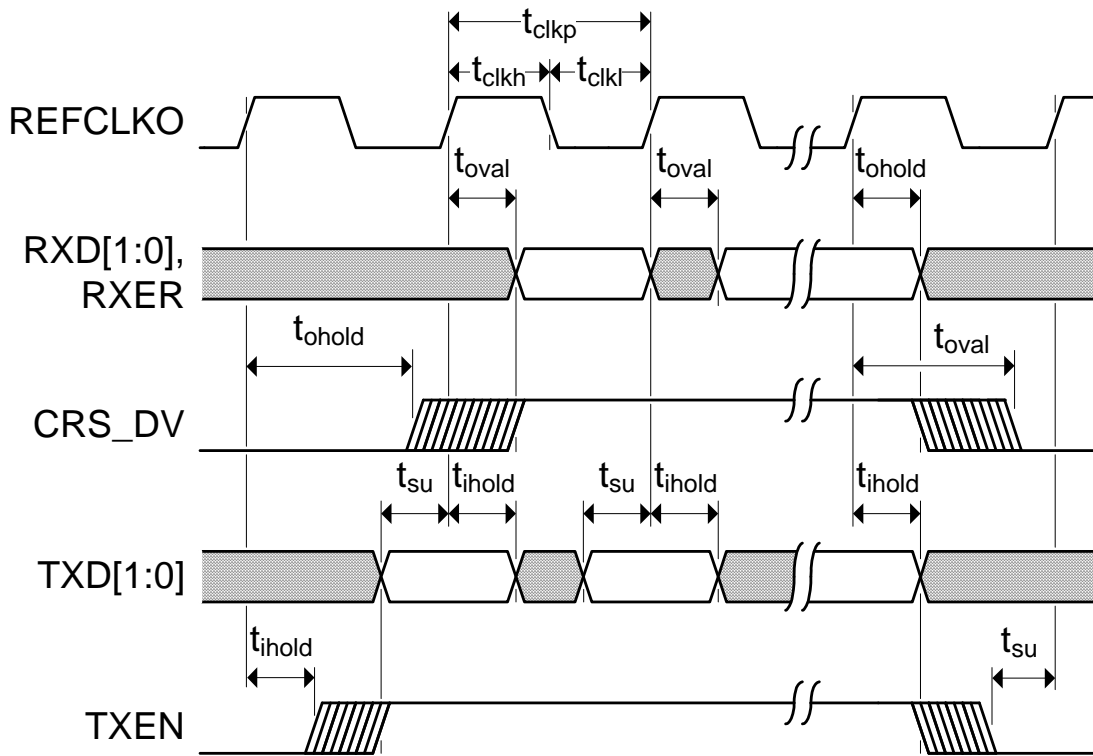 tclkp
tclkh tclkl
REFCLKO
toval toval tohold
RXD[1:0],
RXER
tohold toval
CRS_DV
tsu tihold tsu tihold tihold
TXD[1:0]
tihold tsu
TXEN